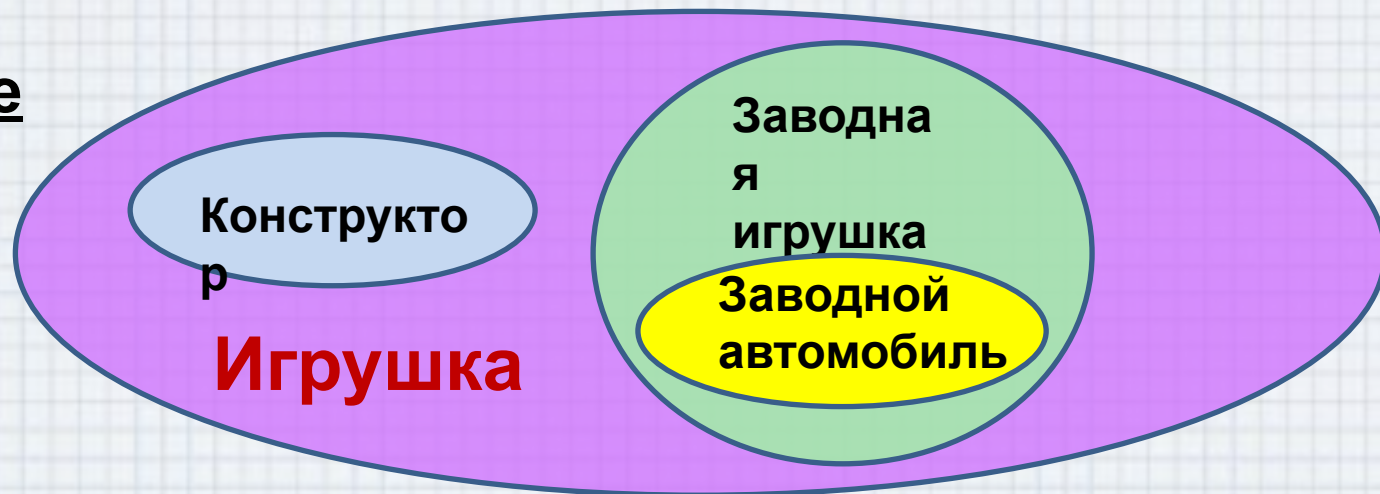 е
Заводна
я
игрушка
Конструкто
р
Заводной
автомобиль
Игрушка